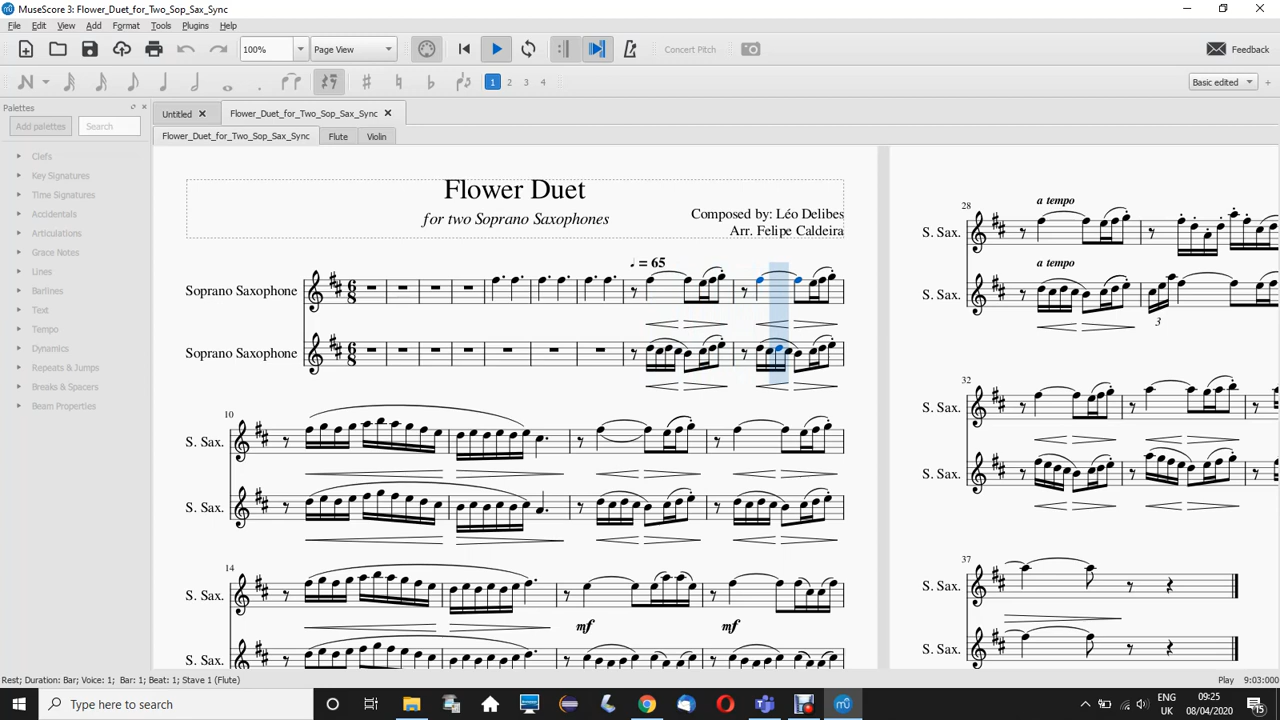 MuseScore 3: Flower_Duet_for_Two_Sop_Sax_Sync
File Edit View Add Format Tools Plugins Help
100% Page View Concert Pitch Feedback
1 2 3 4 Basic edited
Palettes
Add palettes Search
Clefs
Key Signatures
Time Signatures
Accidentals
Articulations
Grace Notes
Lines
Barlines
Text
Tempo
Dynamics
Repeats & Jumps
Breaks & Spacers
Beam Properties
Untitled Flower_Duet_for_Two_Sop_Sax_Sync
Flower_Duet_for_Two_Sop_Sax_Sync Flute Violin
Flower Duet
for two Soprano Saxophones
Composed by: Léo Delibes
Arr. Felipe Caldeira
= 65
Soprano Saxophone
6 8
Soprano Saxophone
6 8
10
S. Sax.
S. Sax.
14
S. Sax.
mf mf
S. Sax.
28
a tempo
S. Sax.
a tempo
S. Sax.
3
32
S. Sax.
S. Sax.
37
S. Sax.
S. Sax.
Rest; Duration: Bar; Voice: 1; Bar: 1; Beat: 1; Stave 1 (Flute) Play 9:03:000
Type here to search
ENG
UK
09:25
08/04/2020
15